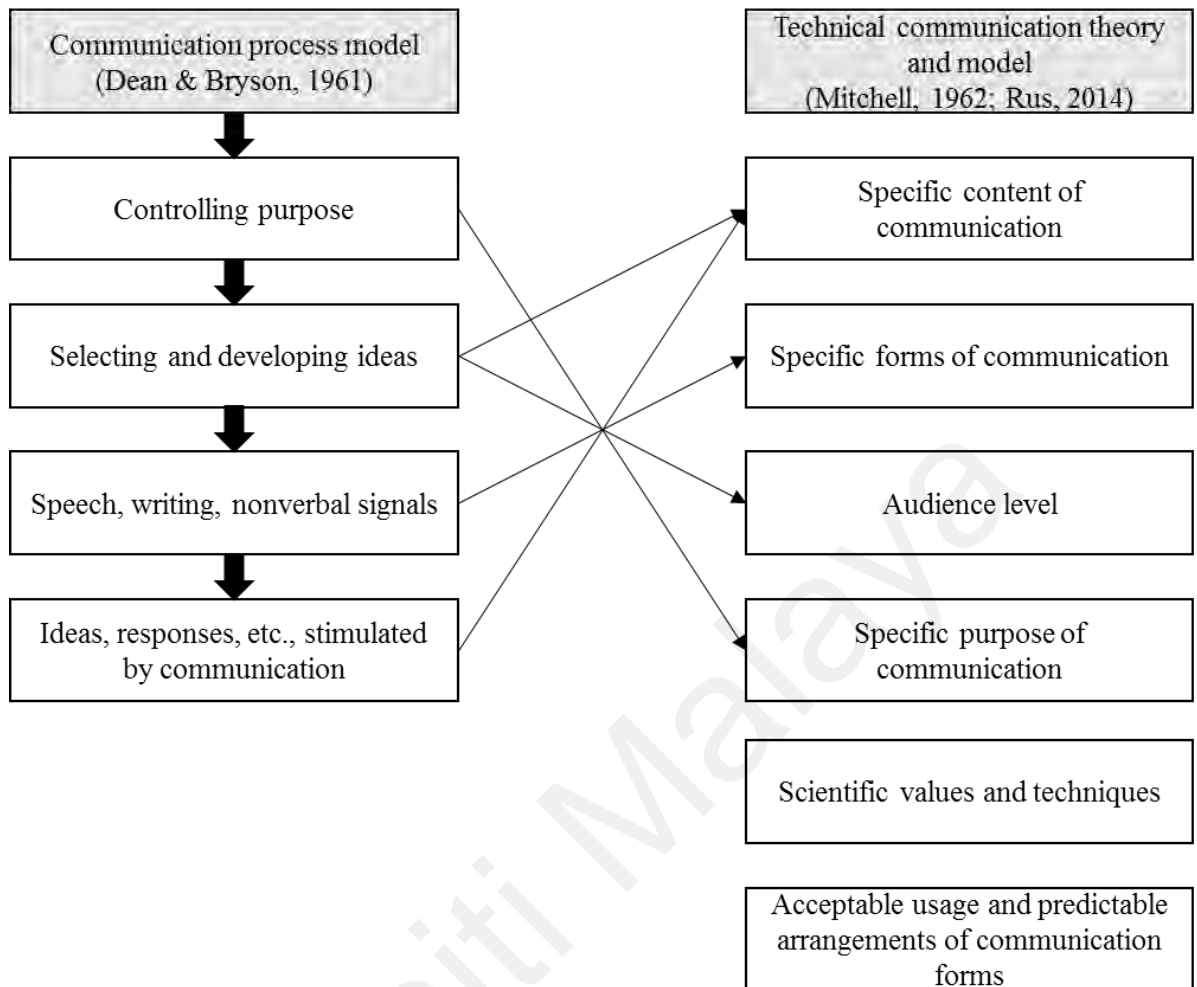 Communication process model
(Dean & Bryson, 1961)
Controlling purpose
Selecting and developing ideas
Speech, writing, nonverbal signals
Ideas, responses, etc., stimulated
by communication
Technical communication theory
and model
(Mitchell, 1962; Rus, 2014)
Specific content of
communication
Specific forms of communication
Audience level
Specific purpose of
communication
Scientific values and techniques
Acceptable usage and predictable
arrangements of communication
forms
iti Malaya